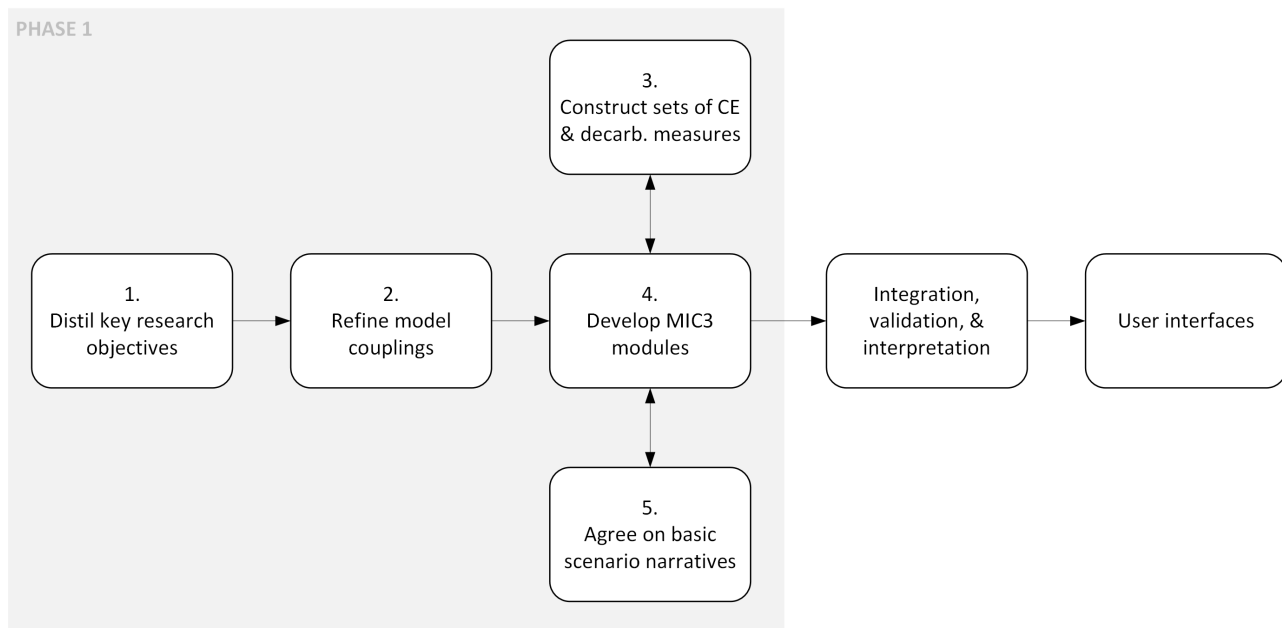 PHASE 1
3.
Construct sets of CE
& decarb. measures
1.
Distil key research
objectives
2.
Refine model
couplings
4.
Develop MIC3
modules
Integration,
validation, &
interpretation
User interfaces
5.
Agree on basic
scenario narratives